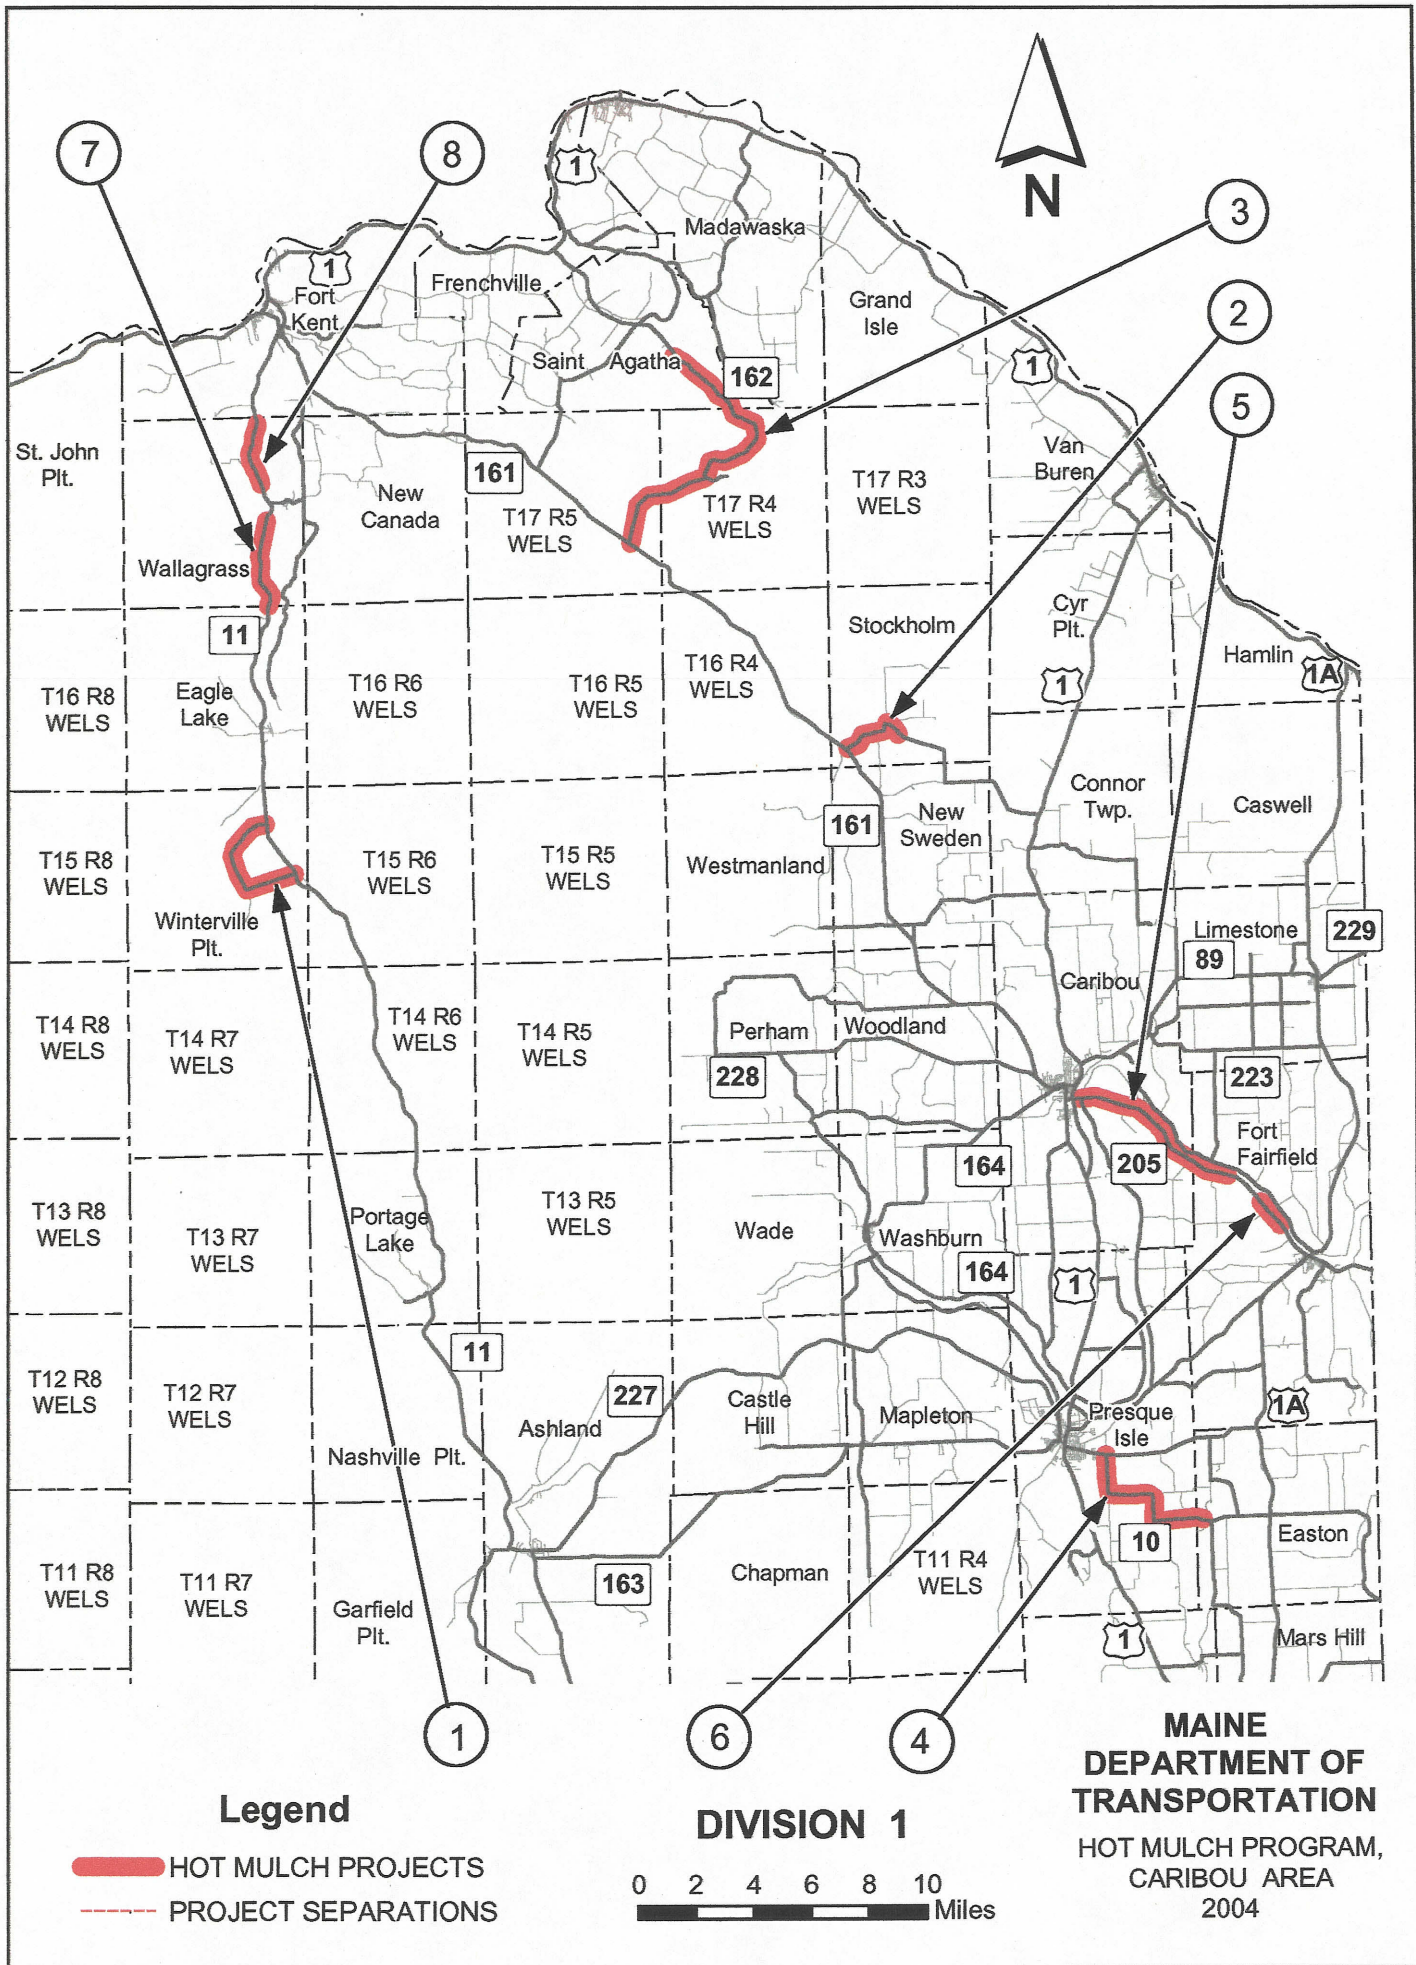 7
8
1
N
3
Madawaska
1
Fort
Kent
Frenchville
Grand
Isle
2
Saint Agatha
162
1
5
St. John
Plt.
161
New
Canada
T17 R5
WELS
T17 R4
WELS
T17 R3
WELS
Van
Buren
Wallagrass
11
Stockholm
Cyr
Plt.
Hamlin
1A
1
T16 R8
WELS
Eagle
Lake
T16 R6
WELS
T16 R5
WELS
T16 R4
WELS
Connor
Twp.
Caswell
161
New
Sweden
T15 R8
WELS
T15 R6
WELS
T15 R5
WELS
Westmanland
Winterville
Plt.
Limestone
229
89
Caribou
T14 R8
WELS
T14 R7
WELS
T14 R6
WELS
T14 R5
WELS
Perham
Woodland
228
223
Fort
Fairfield
164
205
T13 R8
WELS
T13 R7
WELS
Portage
Lake
T13 R5
WELS
Wade
Washburn
164
1
11
T12 R8
WELS
T12 R7
WELS
227
Castle
Hill
Mapleton
Presque
Isle
1A
Ashland
Nashville Plt.
10
Easton
T11 R8
WELS
T11 R7
WELS
Garfield
Plt.
163
Chapman
T11 R4
WELS
1
Mars Hill
1
6
4
Legend
HOT MULCH PROJECTS
PROJECT SEPARATIONS
DIVISION 1
0 2 4 6 8 10
Miles
MAINE
DEPARTMENT OF
TRANSPORTATION
HOT MULCH PROGRAM,
CARIBOU AREA
2004